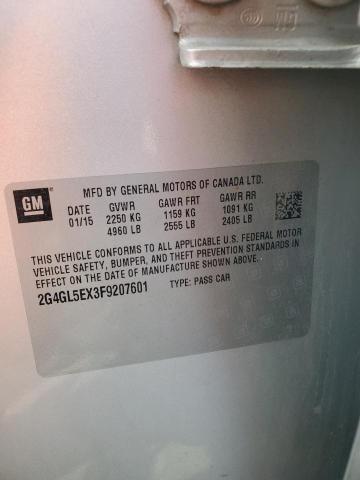 GM
MFD BY GENERAL MOTORS OF CANADA LTD.
DATE GVWR GAWR FRT GAWR RR
01/15 2250 KG 1159 KG 1091 KG
4960 LB 2555 LB 2405 LB
THIS VEHICLE CONFORMS TO ALL APPLICABLE U.S. FEDERAL MOTOR
VEHICLE SAFETY, BUMPER, AND THEFT PREVENTION STANDARDS IN
EFFECT ON THE DATE OF MANUFACTURE SHOWN ABOVE.
2G4GL5EX3F9207601 TYPE: PASS CAR